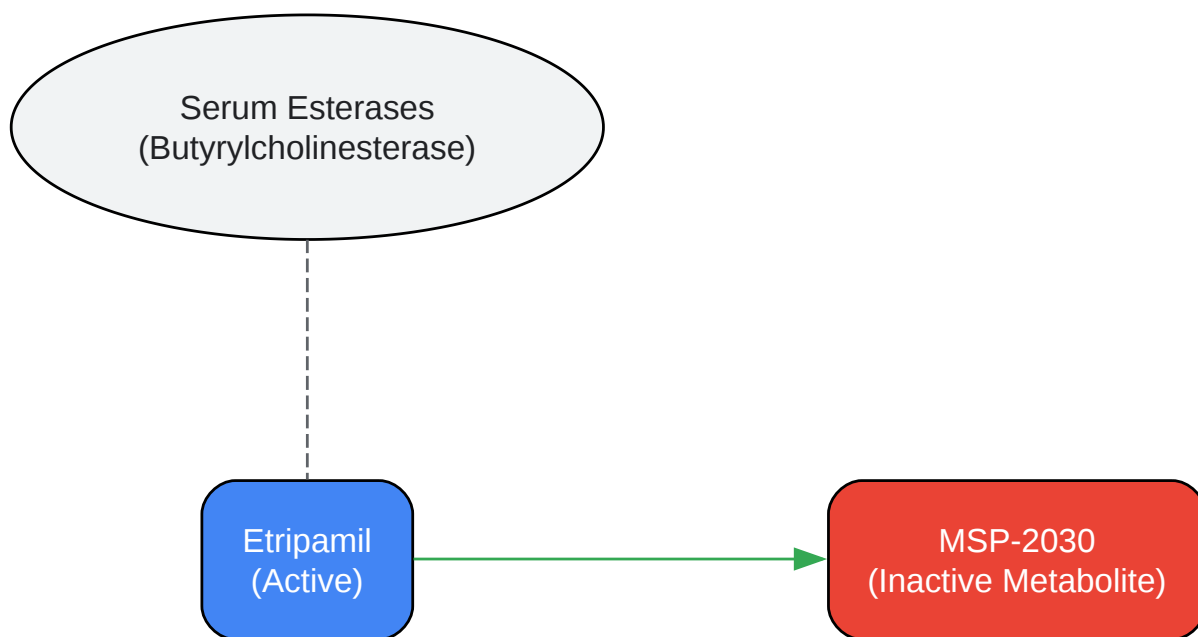 Serum Esterases
(Butyrylcholinesterase)
Etripamil
(Active)
MSP-2030
(Inactive Metabolite)